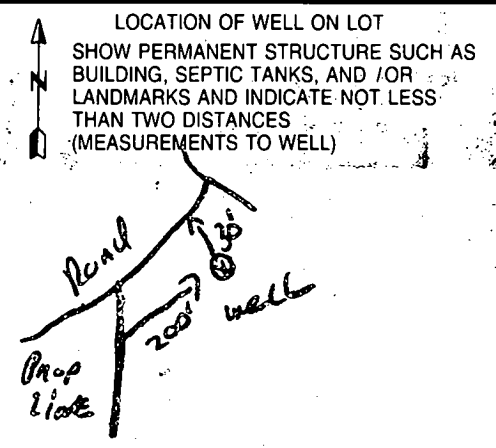 LOCATION OF WELL ON LOT
N
SHOW PERMANENT STRUCTURE SUCH AS
BUILDING, SEPTIC TANKS, AND /OR
LANDMARKS AND INDICATE NOT LESS
THAN TWO DISTANCES
(MEASUREMENTS TO WELL)
Road
30'
well
200'
Prop
Line